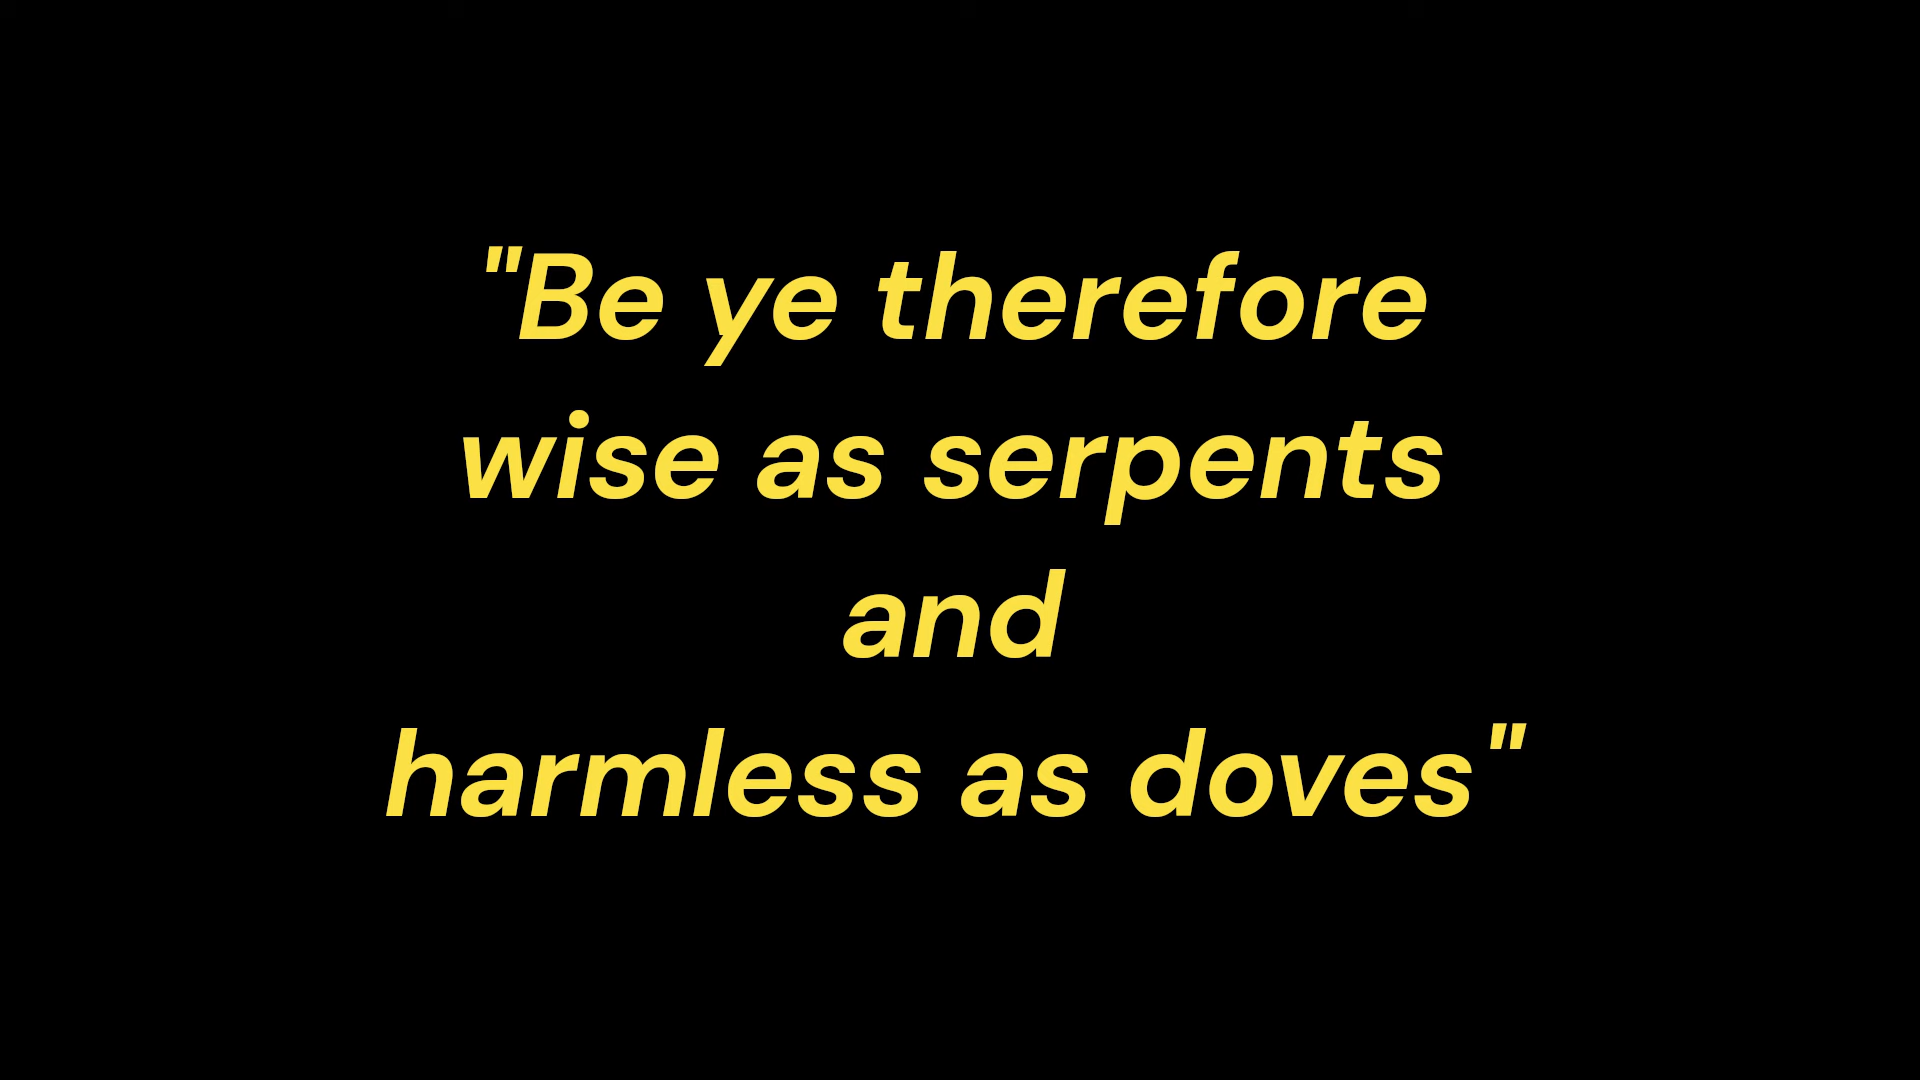 "Be ye therefore
wise as serpents
and
harmless as doves"